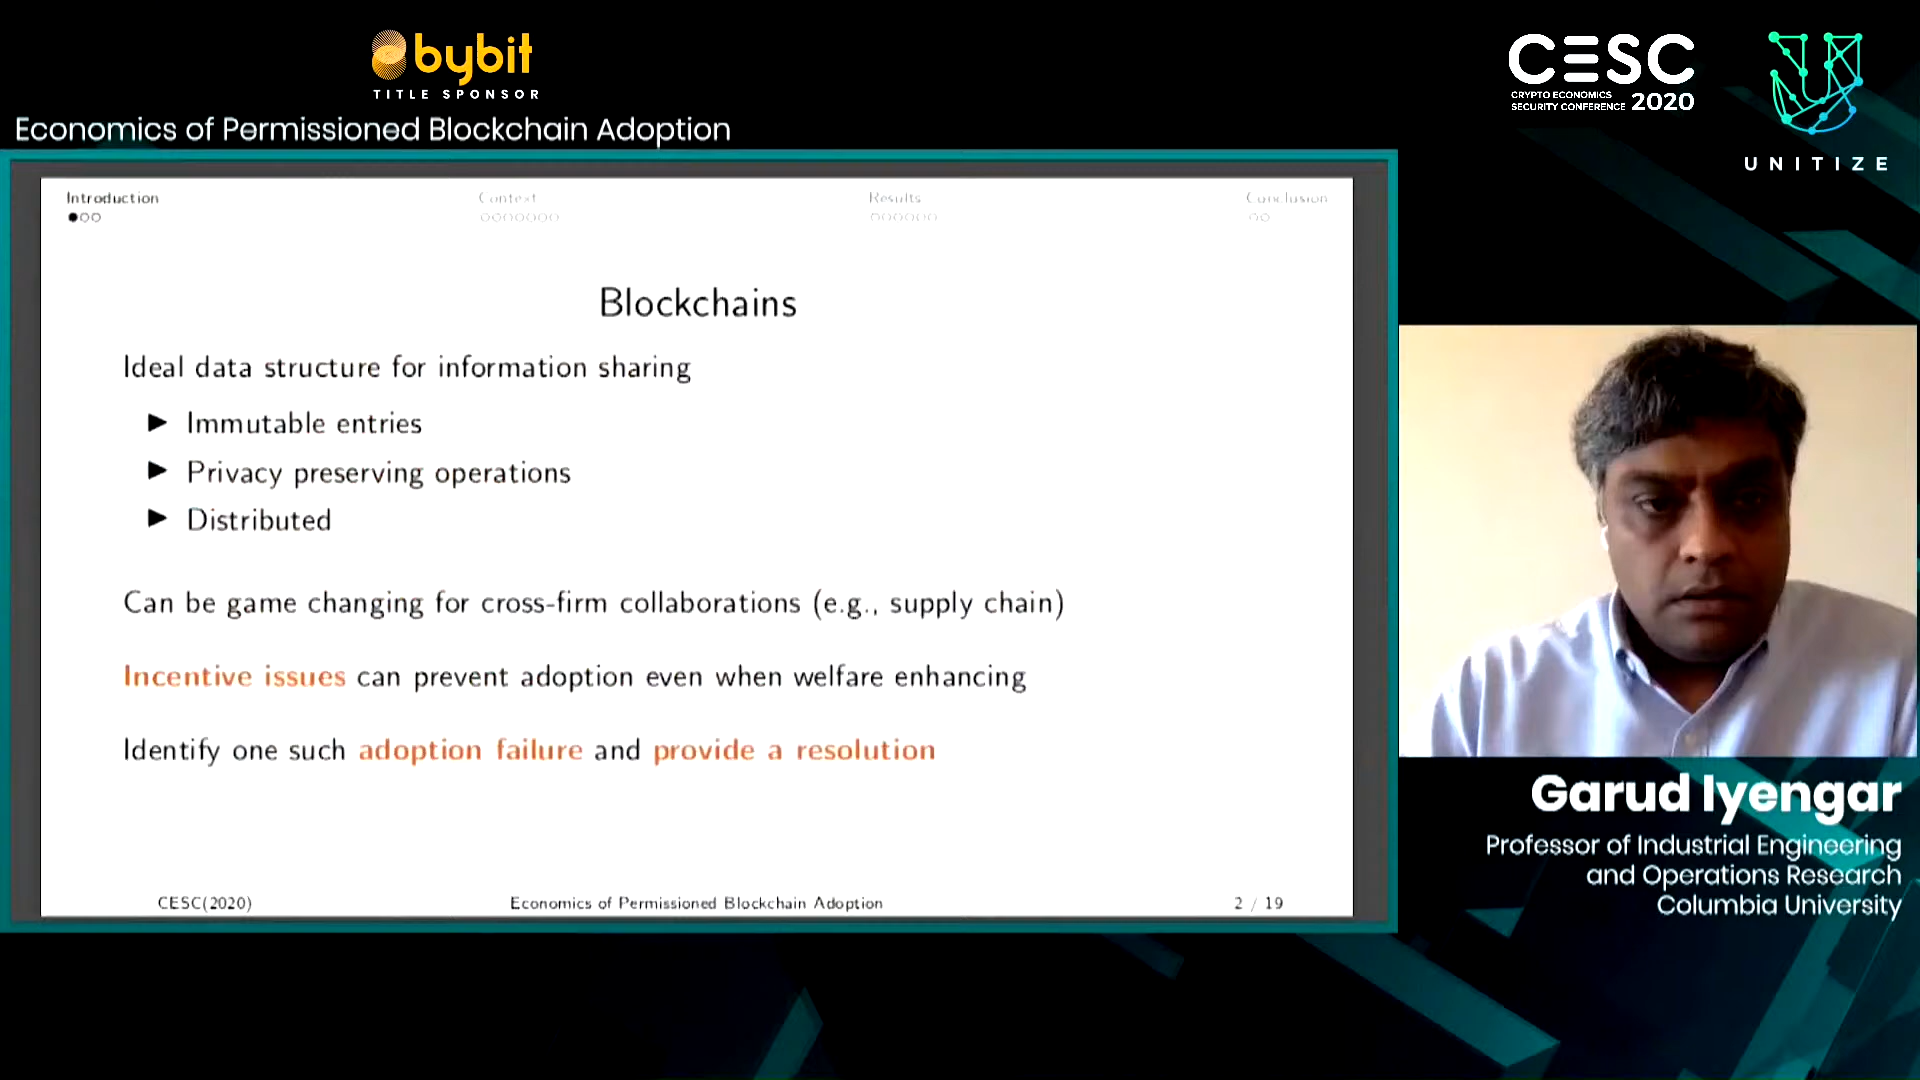 bybit
TITLE SPONSOR
Economics of Permissioned Blockchain Adoption
CESC
CRYPTO ECONOMICS
SECURITY CONFERENCE 2020
UNITIZE
Introduction
Context
Results
Conclusion
Blockchains
Ideal data structure for information sharing
Immutable entries
Privacy preserving operations
Distributed
Can be game changing for cross-firm collaborations (e.g., supply chain)
Incentive issues can prevent adoption even when welfare enhancing
Identify one such adoption failure and provide a resolution
CESC(2020)
Economics of Permissioned Blockchain Adoption
2 / 19
Garud Iyengar
Professor of Industrial Engineering
and Operations Research
Columbia University